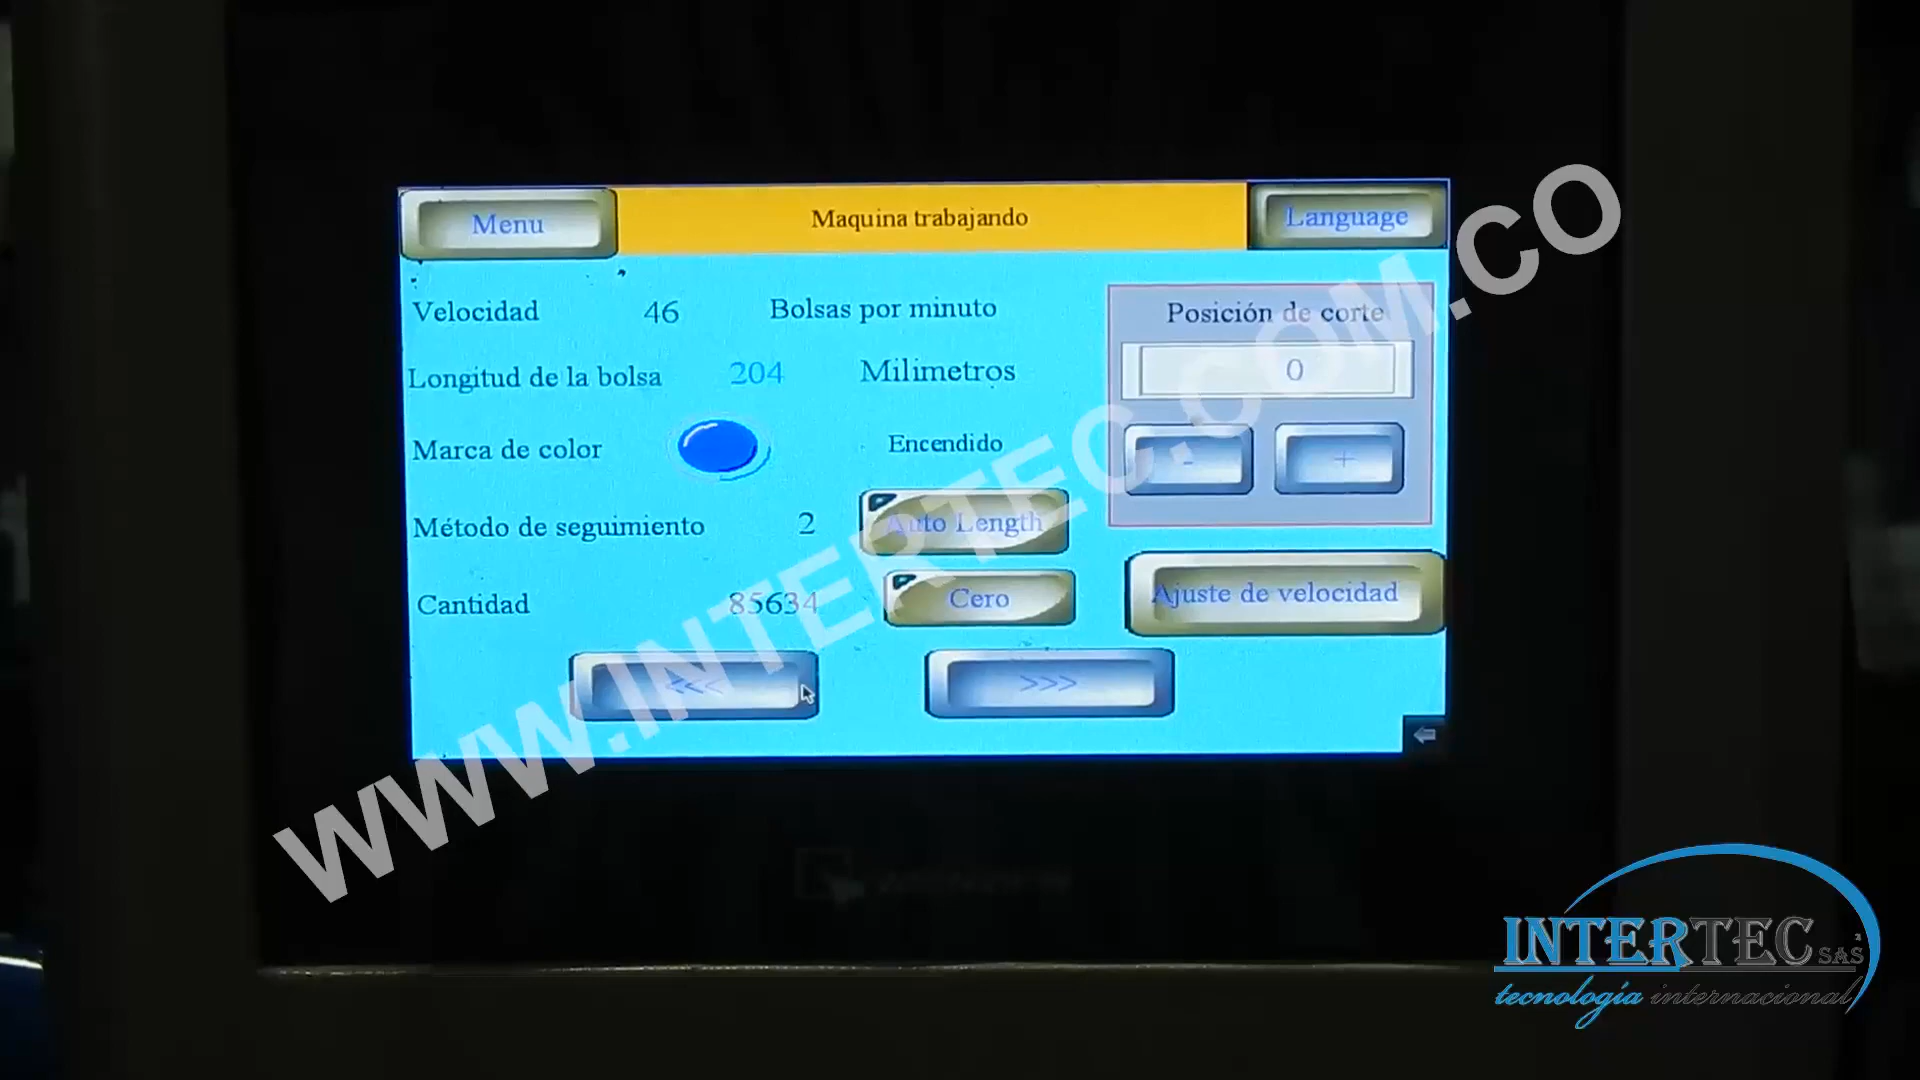 Menu
Maquina trabajando
Language
Velocidad 46 Bolsas por minuto
Longitud de la bolsa 204 Milimetros
Marca de color Encendido
Método de seguimiento 2 Auto Length
Cantidad 85634 Cero
<<< >>>
Posición de corte
0
- +
Ajuste de velocidad
WWW.INTERTEC.COM.CO
INTERTEC SAS
tecnología internacional